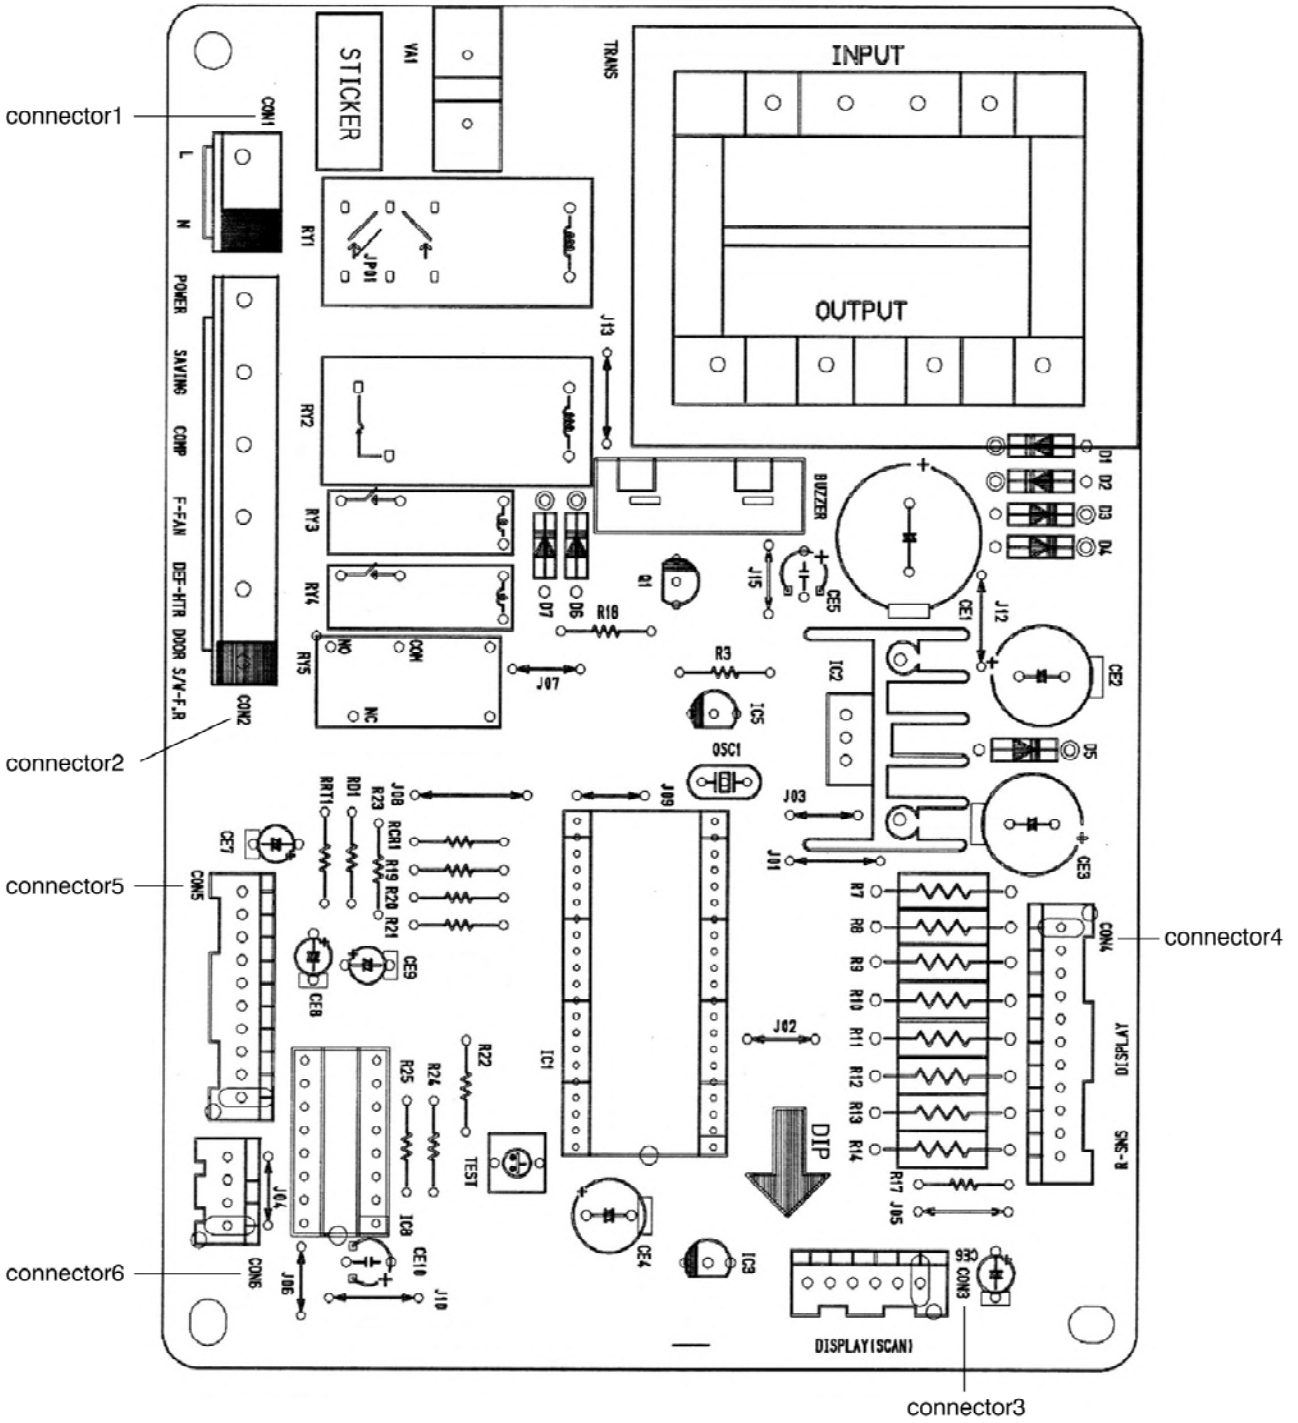 INPUT
OUTPUT
TRANS
VA1
STICKER
connector1
CON1
L
N
RY1
JP01
POWER
SAVING
COMP
F-FAN
DEF-HTR
DOOR S/W-F.R
J13
RY2
RY3
RY4
RY5
NO
COM
NC
BUZZER
D1
D2
D3
D4
D7
D6
Q1
J15
CE5
CE1
J12
R18
R3
J07
IC2
CE2
IC5
OSC1
D5
CON2
connector2
RRT1
RD1
R23
J08
J09
J03
CE7
RCR1
R19
R20
R21
J01
CE3
connector5
CON5
R7
R8
R9
R10
R11
R12
R13
R14
CON4
connector4
CE8
CE9
J02
IC1
DISPLAY
R-SNS
R25
R24
R22
DIP
TEST
R17
J05
J04
IC8
CE10
CE4
IC9
CE6
CON3
connector6
CON6
J06
J10
DISPLAY(SCAN)
connector3